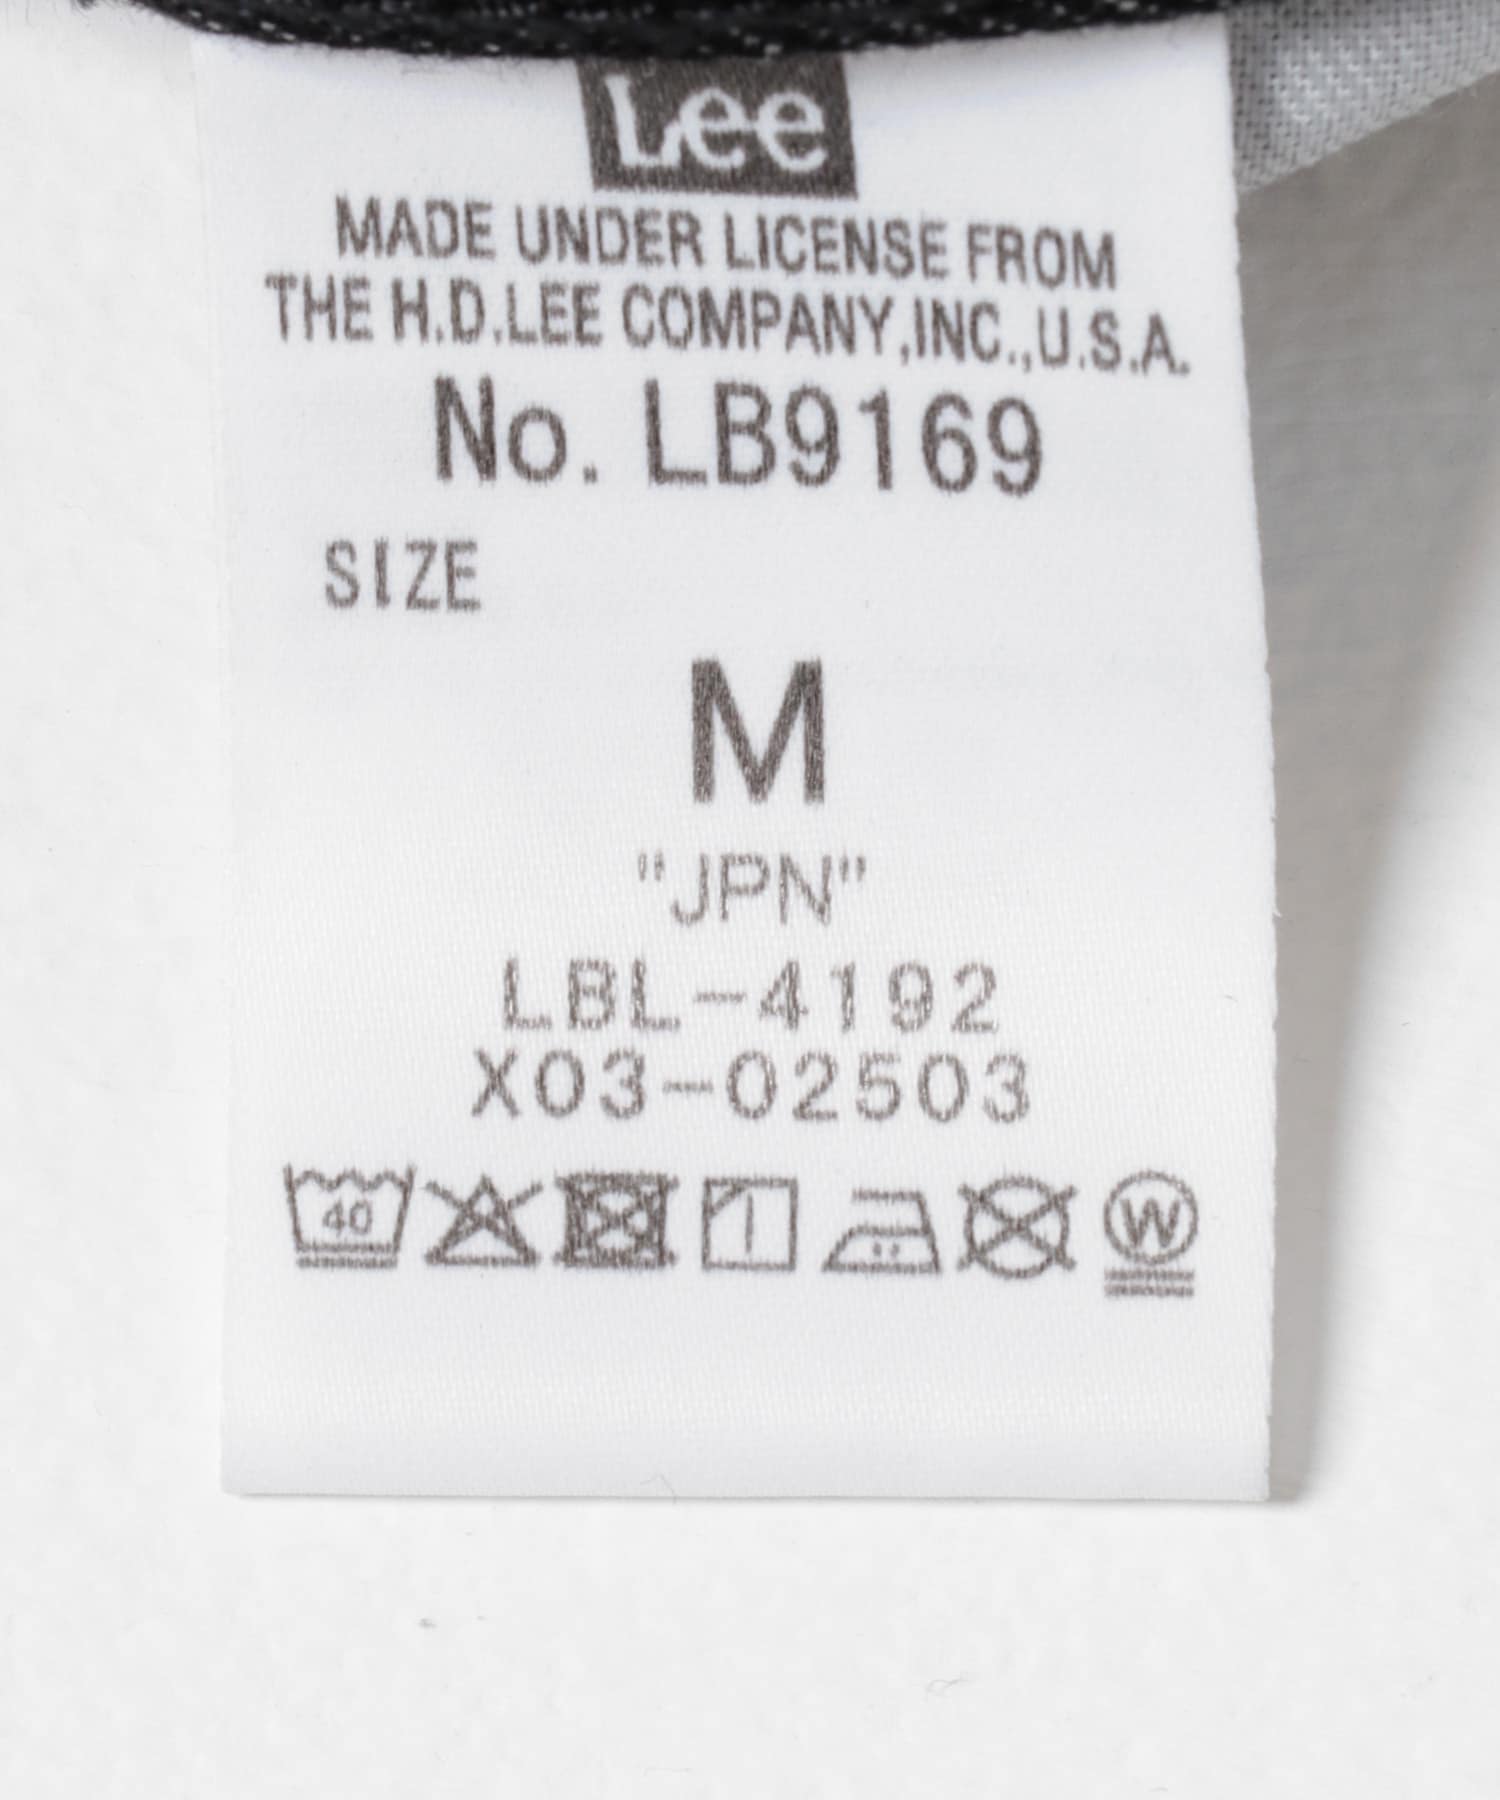 Lee
MADE UNDER LICENSE FROM
THE H.D.LEE COMPANY,INC.,U.S.A.
No. LB9169
SIZE
M
"JPN"
LBL-4192
X03-02503
40
W